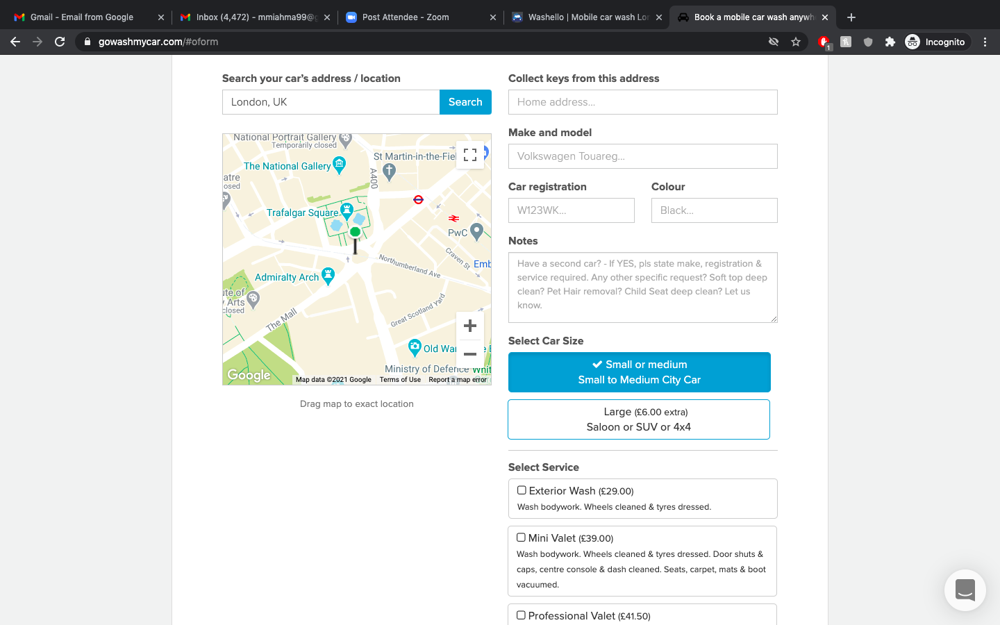 Gmail - Email from Google
Inbox (4,472) - mmiahma99@g
Post Attendee - Zoom
Washello | Mobile car wash Lon
Book a mobile car wash anywh
gowashmycar.com/#oform
1
Incognito
Search your car's address / location
London, UK
Search
National Portrait Gallery
Temporarily closed
St Martin-in-the-Fie
The National Gallery
A400
atre
osed
Trafalgar Square
PwC
Craven St
Emb
Northumberland Ave
Admiralty Arch
ute of
Arts
closed
The Mall
Great Scotland Yard
Old Wa
Ministry of Defence
Whit
Google
Map data ©2021 Google
Terms of Use
Report a map error
Drag map to exact location
Collect keys from this address
Home address...
Make and model
Volkswagen Touareg...
Car registration
Colour
W123WK...
Black...
Notes
Have a second car? - If YES, pls state make, registration &
service required. Any other specific request? Soft top deep
clean? Pet Hair removal? Child Seat deep clean? Let us
know.
Select Car Size
Small or medium
Small to Medium City Car
Large (£6.00 extra)
Saloon or SUV or 4x4
Select Service
Exterior Wash (£29.00)
Wash bodywork. Wheels cleaned & tyres dressed.
Mini Valet (£39.00)
Wash bodywork. Wheels cleaned & tyres dressed. Door shuts &
caps, centre console & dash cleaned. Seats, carpet, mats & boot
vacuumed.
Professional Valet (£41.50)